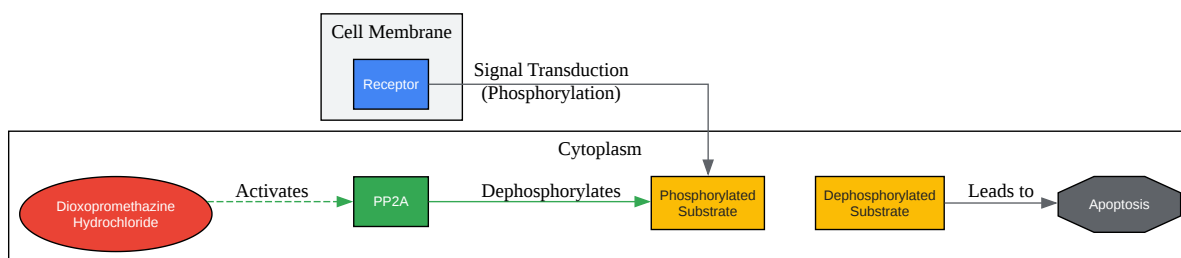 Cell Membrane
Receptor
Signal Transduction
(Phosphorylation)
Cytoplasm
Dioxopromethazine
Hydrochloride
Activates
PP2A
Dephosphorylates
Phosphorylated
Substrate
Dephosphorylated
Substrate
Leads to
Apoptosis